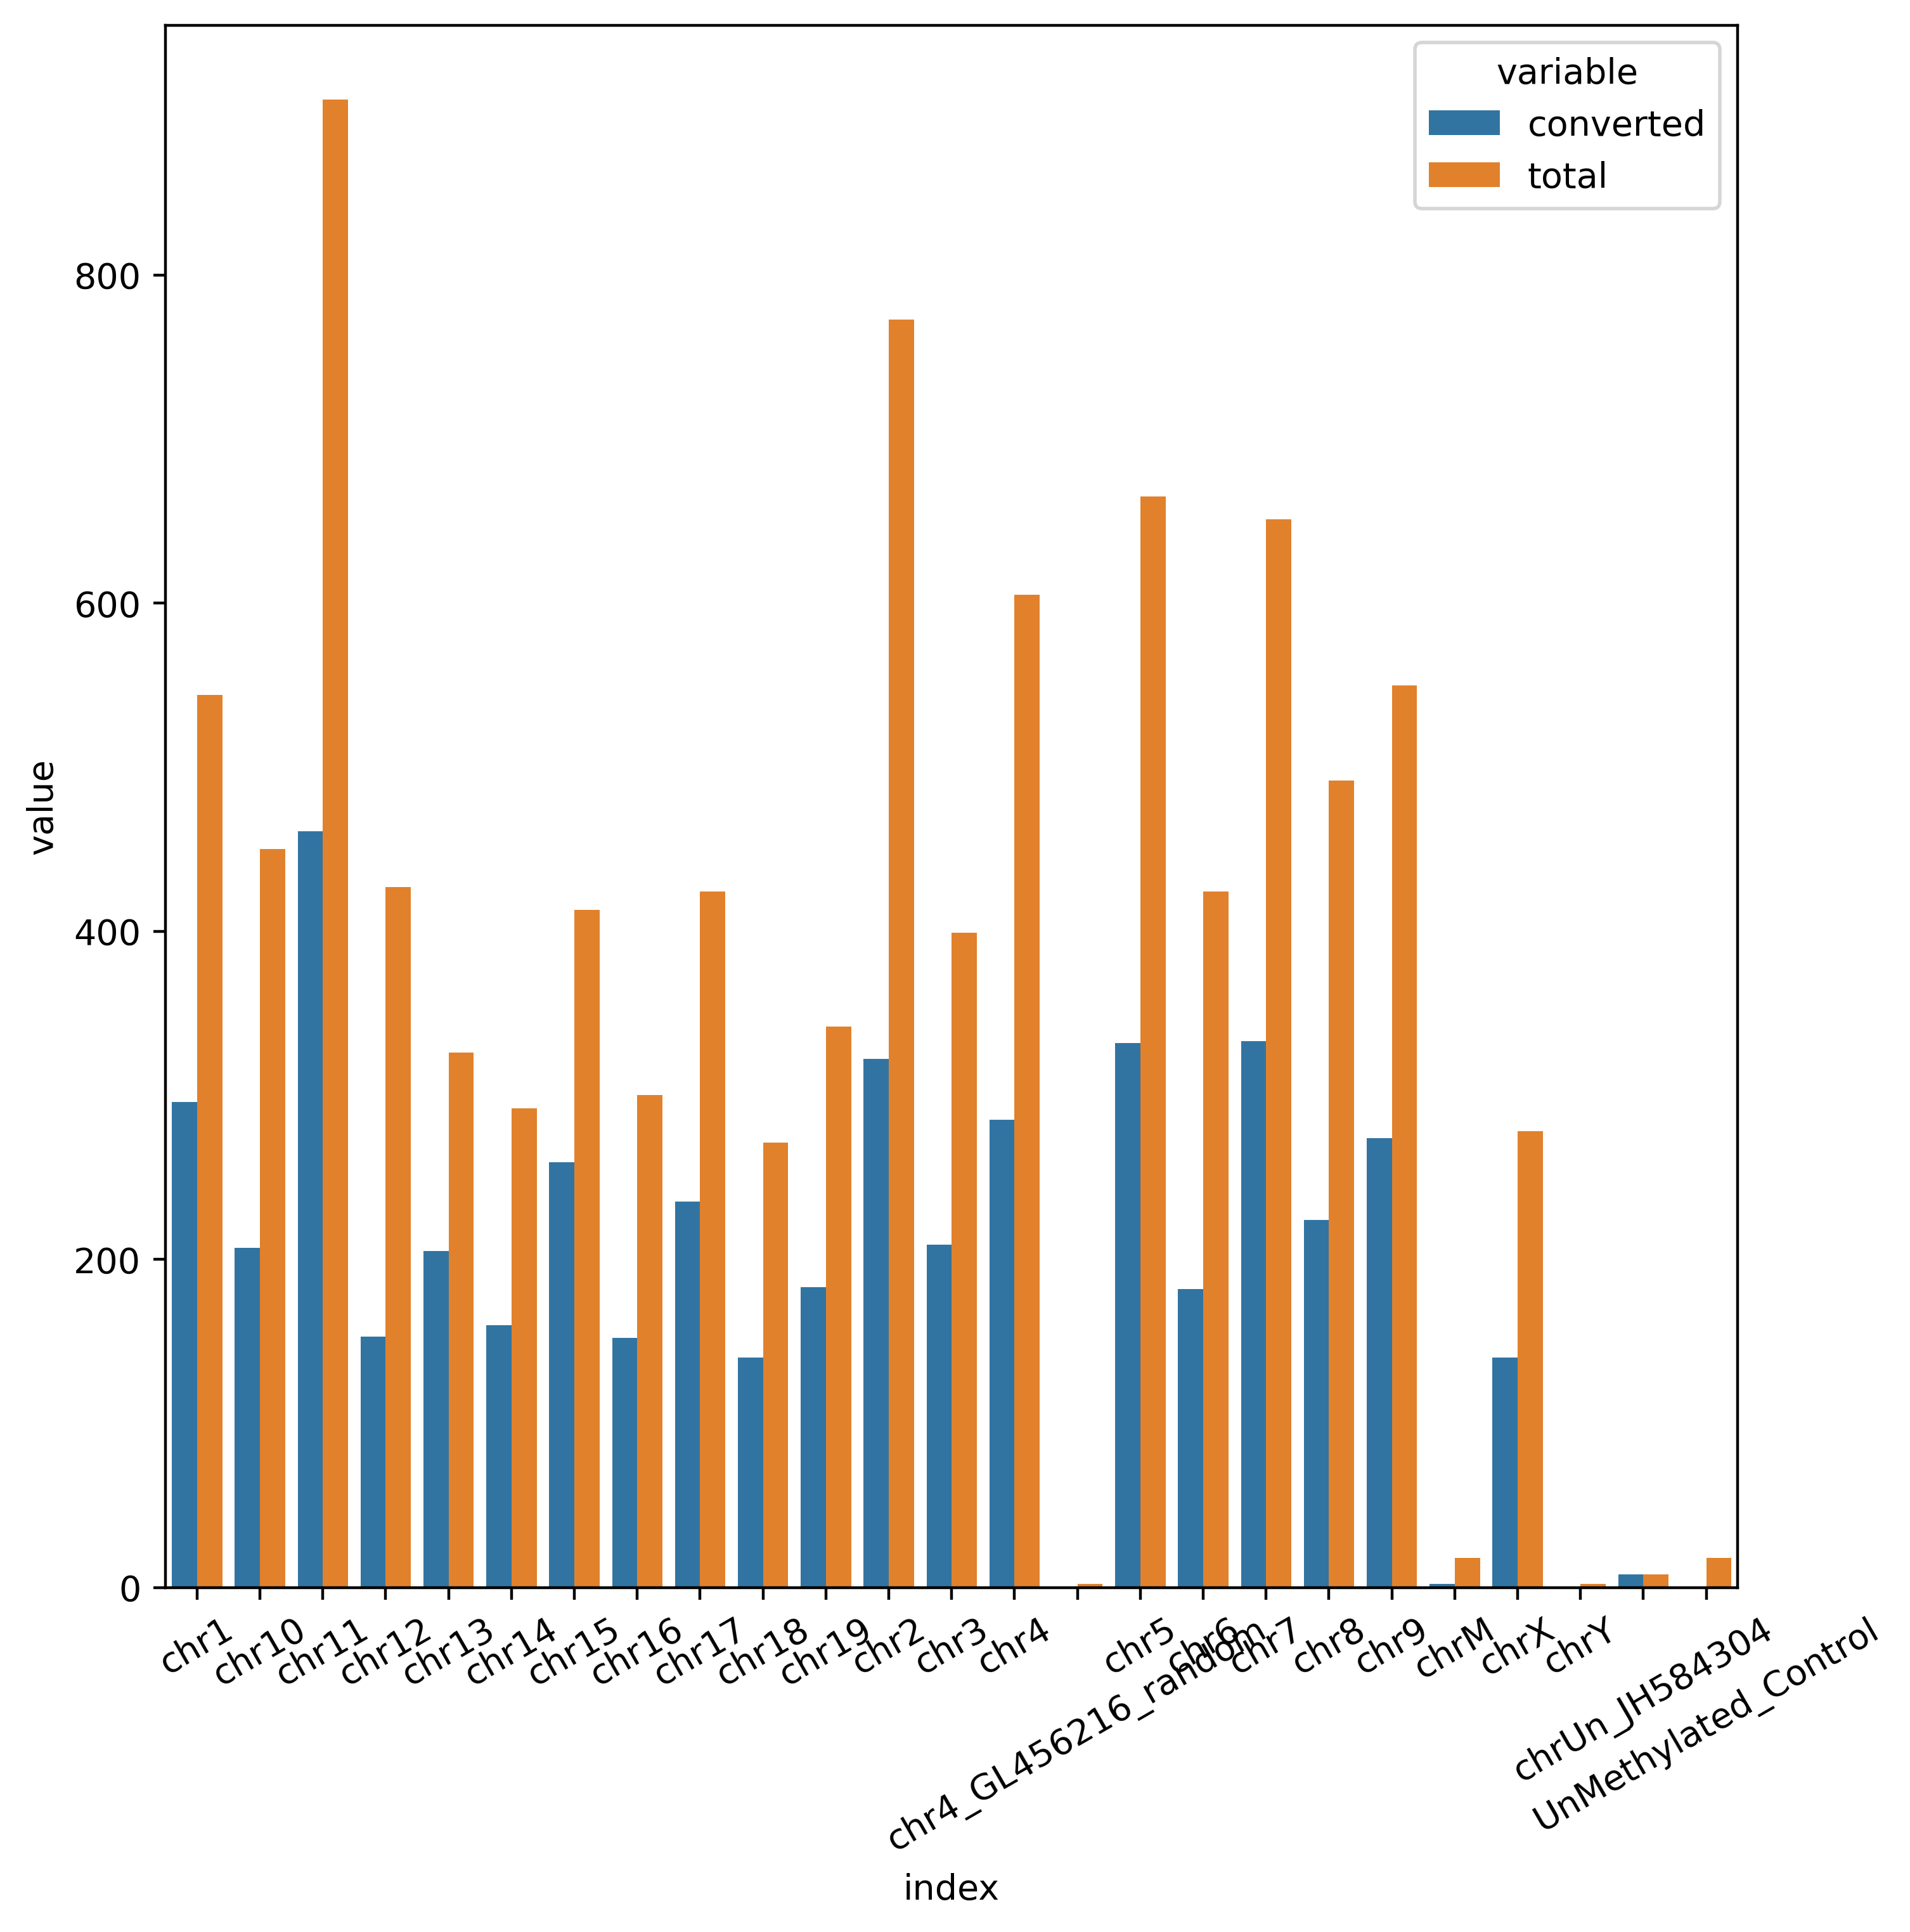 variable
converted
total
800
600
400
200
0
value
chr1
chr10
chr11
chr12
chr13
chr14
chr15
chr16
chr17
chr18
chr19
chr2
chr3
chr4
chr4_GL456216_random
chr5
chr6
chr7
chr8
chr9
chrM
chrX
chrY
chrUn_JH584304
UnMethylated_Control
index